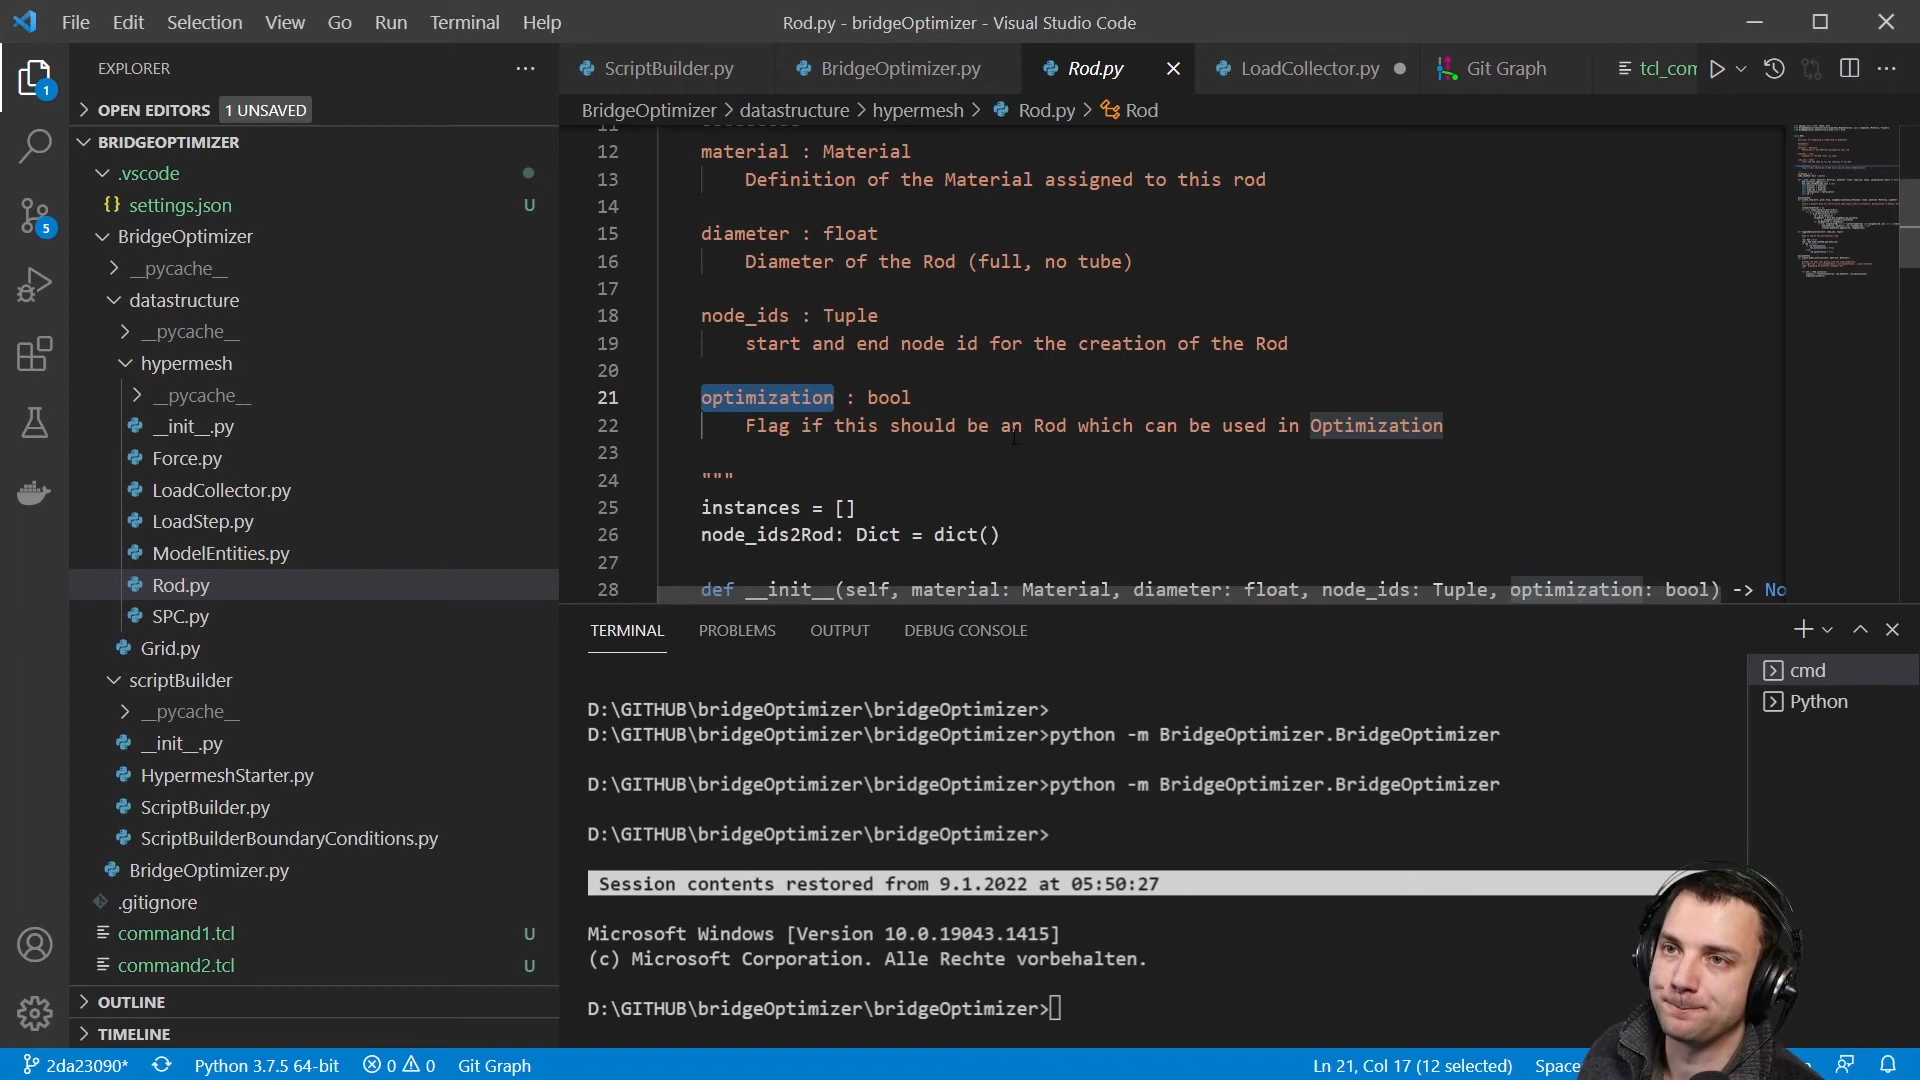 File Edit Selection View Go Run Terminal Help
Rod.py - bridgeOptimizer - Visual Studio Code
EXPLORER
OPEN EDITORS 1 UNSAVED
BRIDGEOPTIMIZER
.vscode
settings.json U
BridgeOptimizer
__pycache__
datastructure
__pycache__
hypermesh
__pycache__
__init__.py
Force.py
LoadCollector.py
LoadStep.py
ModelEntities.py
Rod.py
SPC.py
Grid.py
scriptBuilder
__pycache__
__init__.py
HypermeshStarter.py
ScriptBuilder.py
ScriptBuilderBoundaryConditions.py
BridgeOptimizer.py
.gitignore
command1.tcl U
command2.tcl U
OUTLINE
TIMELINE
1
5
ScriptBuilder.py BridgeOptimizer.py Rod.py LoadCollector.py Git Graph tcl_com
BridgeOptimizer > datastructure > hypermesh > Rod.py > Rod
11
12 material : Material
13 Definition of the Material assigned to this rod
14
15 diameter : float
16 Diameter of the Rod (full, no tube)
17
18 node_ids : Tuple
19 start and end node id for the creation of the Rod
20
21 optimization : bool
22 Flag if this should be an Rod which can be used in Optimization
23
24 """
25 instances = []
26 node_ids2Rod: Dict = dict()
27
28 def __init__(self, material: Material, diameter: float, node_ids: Tuple, optimization: bool) -> No
TERMINAL PROBLEMS OUTPUT DEBUG CONSOLE
D:\GITHUB\bridgeOptimizer\bridgeOptimizer>
D:\GITHUB\bridgeOptimizer\bridgeOptimizer>python -m BridgeOptimizer.BridgeOptimizer
D:\GITHUB\bridgeOptimizer\bridgeOptimizer>python -m BridgeOptimizer.BridgeOptimizer
D:\GITHUB\bridgeOptimizer\bridgeOptimizer>
Session contents restored from 9.1.2022 at 05:50:27
Microsoft Windows [Version 10.0.19043.1415]
(c) Microsoft Corporation. Alle Rechte vorbehalten.
D:\GITHUB\bridgeOptimizer\bridgeOptimizer>
cmd
Python
2da23090* Python 3.7.5 64-bit 0 0 Git Graph Ln 21, Col 17 (12 selected) Space